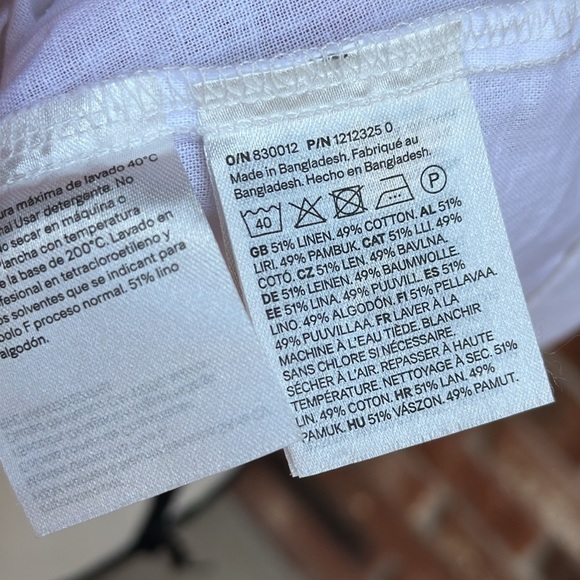 ura máxima de lavado 40°C
nal Usar detergente. No
o secar en máquina o
lancha con temperatura
e la base de 200°C. Lavado en
fesional en tetracloroetileno y
os solventes que se indican para
olo F proceso normal. 51% lino
algodón.
O/N 830012 P/N 1212325 0
Made in Bangladesh. Fabriqué au
Bangladesh. Hecho en Bangladesh.
40 P
GB 51% LINEN. 49% COTTON. AL 51%
LIRI. 49% PAMBUK. CAT 51% LLI. 49%
COTÓ. CZ 51% LEN. 49% BAVLNA.
DE 51% LEINEN. 49% BAUMWOLLE.
EE 51% LINA. 49% PUUVILL. ES 51%
LINO. 49% ALGODÓN. FI 51% PELLAVAA.
49% PUUVILLAA. FR LAVER À LA
MACHINE À L'EAU TIÈDE. BLANCHIR
SANS CHLORE SI NÉCESSAIRE.
SÉCHER À L'AIR. REPASSER À HAUTE
TEMPÉRATURE. NETTOYAGE À SEC. 51%
LIN. 49% COTON. HR 51% LAN. 49%
PAMUK. HU 51% VÁSZON. 49% PAMUT.